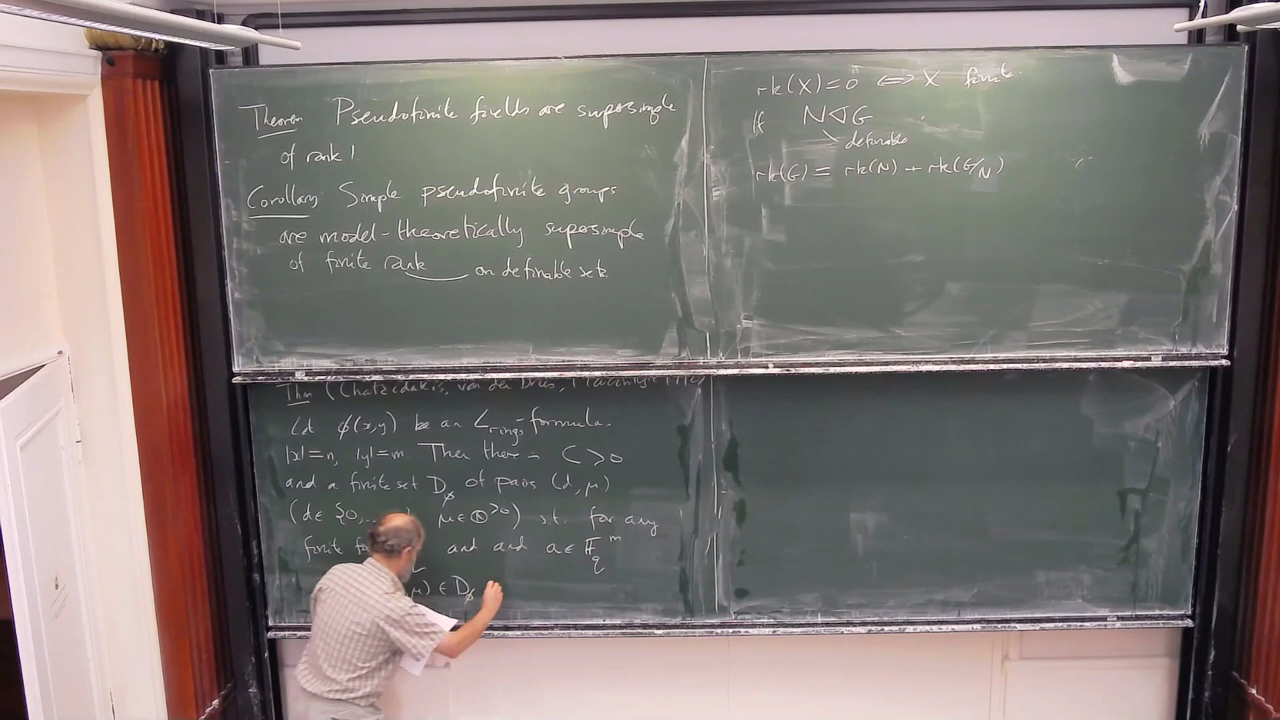 Theorem Pseudofinite fields are supersimple
of rank 1.
Corollary Simple pseudofinite groups
are model-theoretically supersimple
of finite rank on definable sets
rk(X)=0 ⟺ X finite.
If N◁G
definable
rk(G) = rk(N) + rk(G/N)
Thm (Chatzidakis, van den Dries, Macintyre
Let ϕ(x,y) be an L_rings-formula.
|x|=n, |y|=m Then there C>0
and a finite set D_ϕ of pairs (d,μ)
(d∈ {0,... μ∈ℚ^{>0}) s.t. for any
finite and and a∈ 𝔽_q^m
μ) ∈ D_ϕ